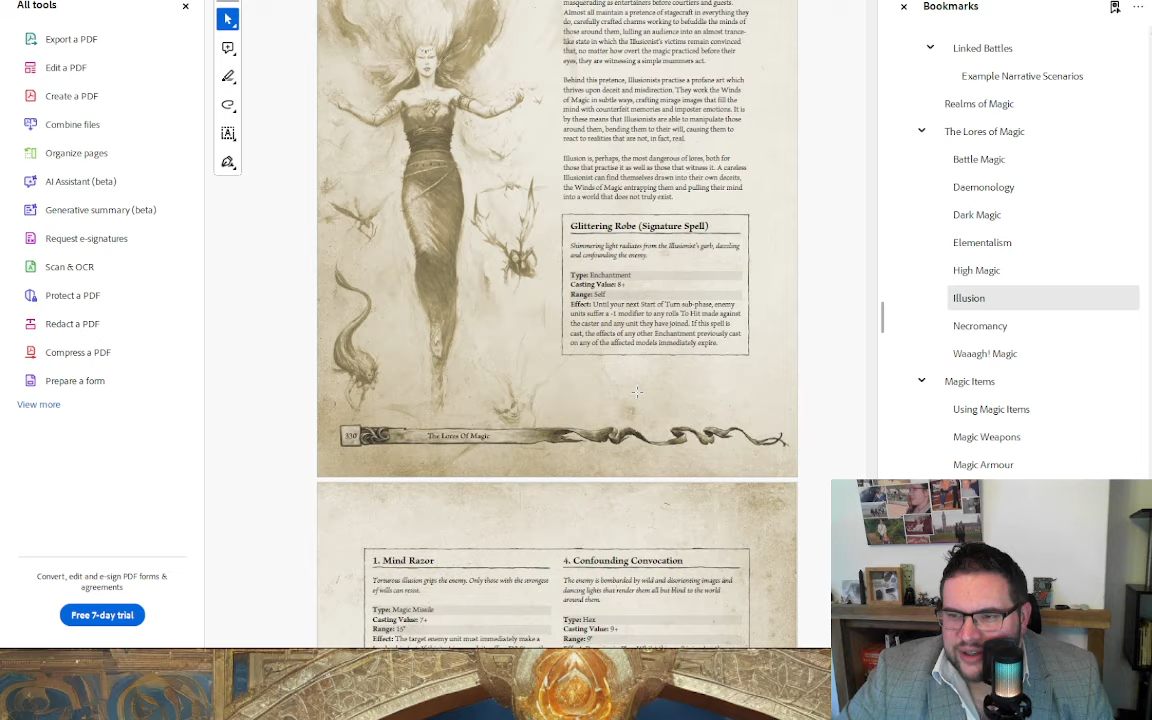 All tools
Export a PDF
Edit a PDF
Create a PDF
Combine files
Organize pages
AI Assistant (beta)
Generative summary (beta)
Request e-signatures
Scan & OCR
Protect a PDF
Redact a PDF
Compress a PDF
Prepare a form
View more
Convert, edit and e-sign PDF forms &
agreements
Free 7-day trial
masquerading as entertainers before courtiers and guests.
Almost all maintain a pretence of stagecraft in everything they
do, carefully crafted charms working to befuddle the minds of
those around them, lulling an audience into an almost trance-
like state in which the Illusionist's victims remain convinced
that, no matter how overt the magic practiced before their
eyes, they are witnessing a simple mummers act.
Behind this pretence, Illusionists practise a profane art which
thrives upon deceit and misdirection. They work the Winds
of Magic in subtle ways, crafting mirage images that fill the
mind with counterfeit memories and imposter emotions. It is
by these means that Illusionists are able to manipulate those
around them, bending them to their will, causing them to
react to realities that are not, in fact, real.
Illusion is, perhaps, the most dangerous of lores, both for
those that practise it as well as those that witness it. A careless
Illusionist can find themselves drawn into their own deceits,
the Winds of Magic entrapping them and pulling their mind
into a world that does not truly exist.
Glittering Robe (Signature Spell)
Shimmering light radiates from the Illusionist's garb, dazzling
and confounding the enemy.
Type: Enchantment
Casting Value: 8+
Range: Self
Effect: Until your next Start of Turn sub-phase, enemy
units suffer a -1 modifier to any rolls To Hit made against
the caster and any unit they have joined. If this spell is
cast, the effects of any other Enchantment previously cast
on any of the affected models immediately expire.
330
The Lores Of Magic
1. Mind Razor
Torturous illusion grips the enemy. Only those with the strongest
of wills can resist.
Type: Magic Missile
Casting Value: 7+
Range: 15"
Effect: The target enemy unit must immediately make a
4. Confounding Convocation
The enemy is bombarded by wild and disorienting images and
dancing lights that render them all but blind to the world
around them.
Type: Hex
Casting Value: 9+
Range: 9"
Bookmarks
Linked Battles
Example Narrative Scenarios
Realms of Magic
The Lores of Magic
Battle Magic
Daemonology
Dark Magic
Elementalism
High Magic
Illusion
Necromancy
Waaagh! Magic
Magic Items
Using Magic Items
Magic Weapons
Magic Armour